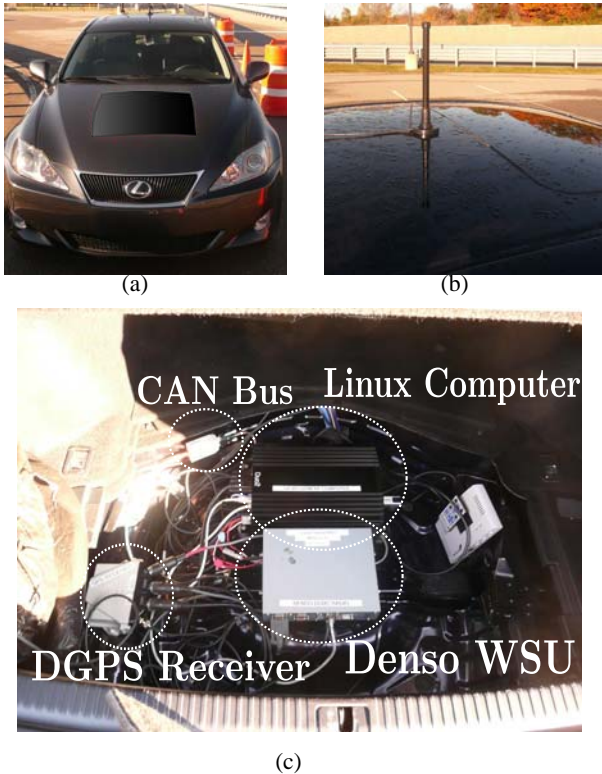 (a)
(b)
CAN Bus
Linux Computer
DGPS Receiver
Denso WSU
(c)